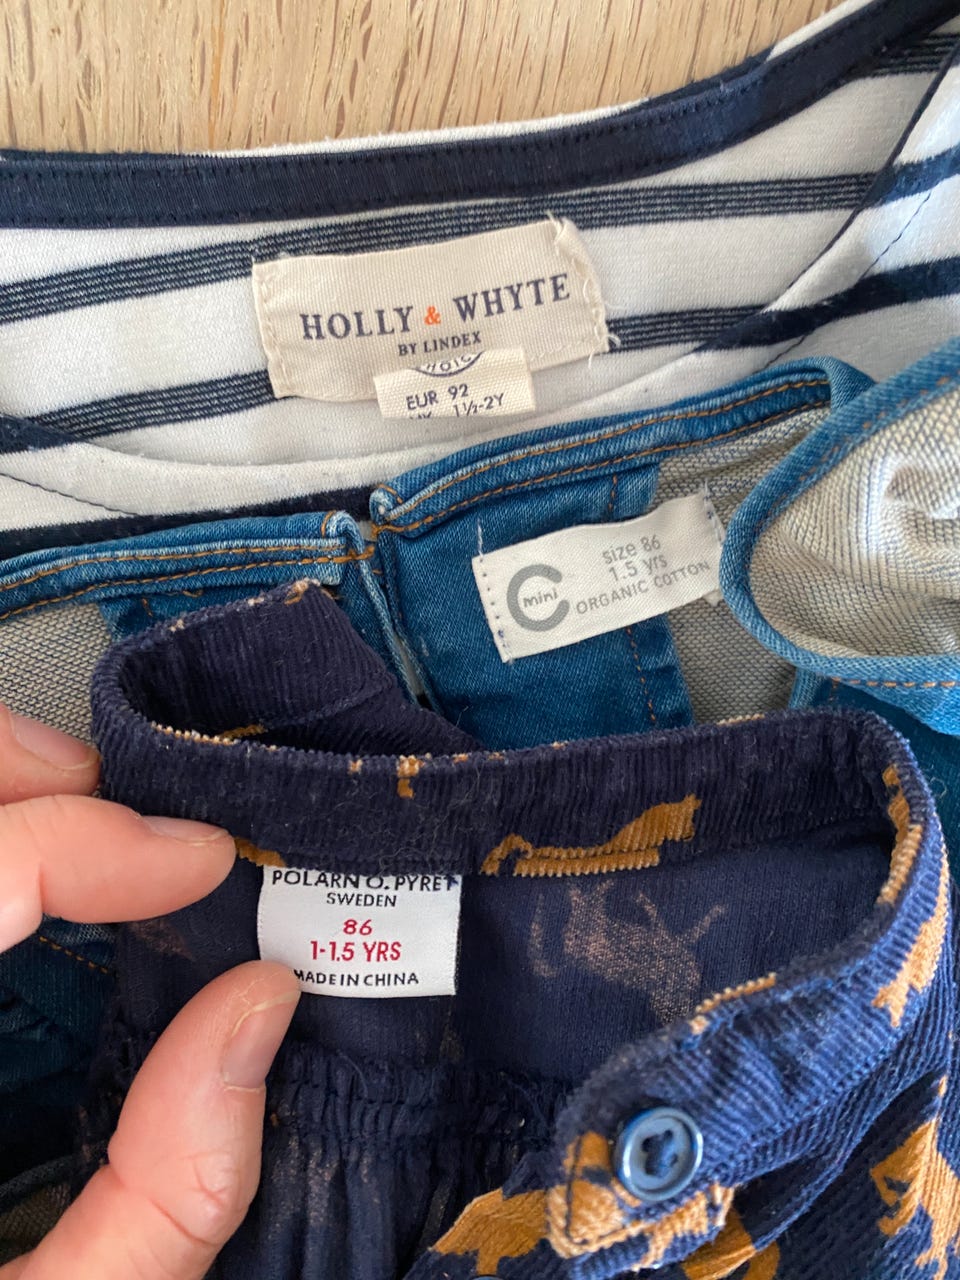 HOLLY & WHYTE
BY LINDEX
EUR 92
1½-2Y
size 86
1.5 yrs
mini
ORGANIC COTTON
POLARN O. PYRET
SWEDEN
86
1-1.5 YRS
MADE IN CHINA